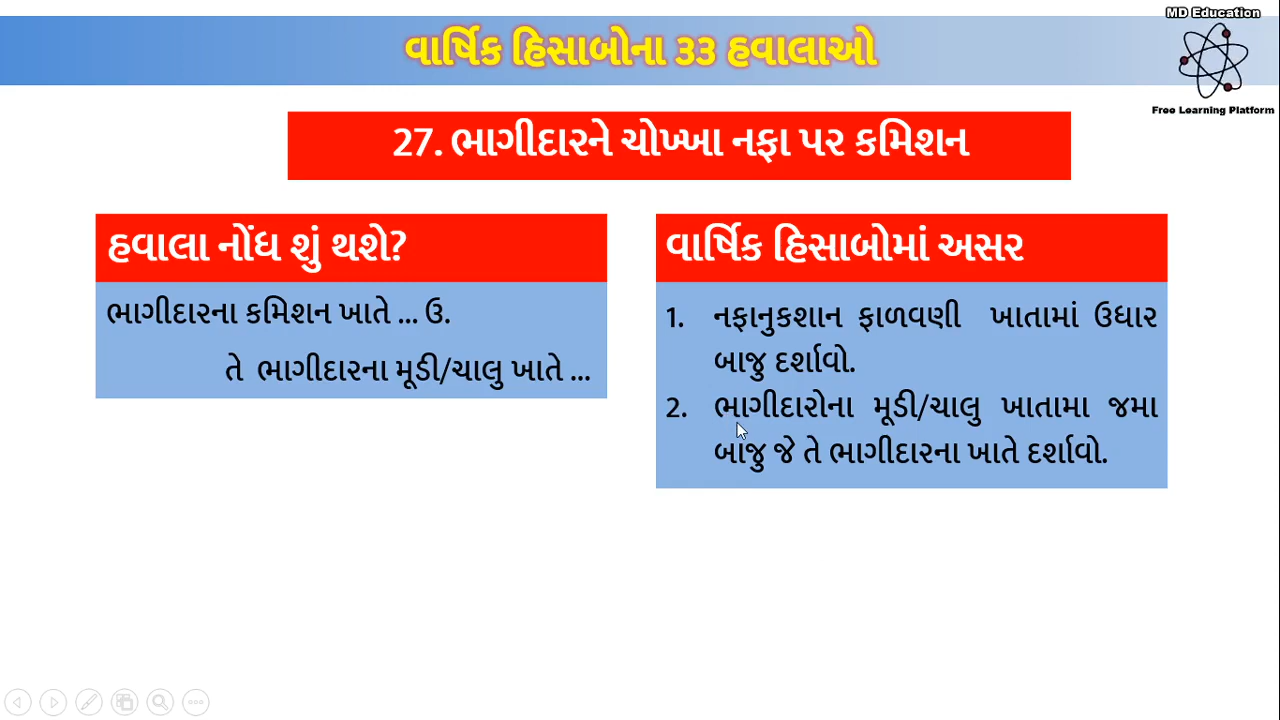 MD Education
વાર્ષિક હિસાબોના ૩૩ હવાલાઓ
Free Learning Platform
27. ભાગીદારને ચોખ્ખા નફા પર કમિશન
હવાલા નોંધ શું થશે?
ભાગીદારના કમિશન ખાતે ... ઉ.
તે ભાગીદારના મૂડી/ચાલુ ખાતે ...
વાર્ષિક હિસાબોમાં અસર
1. નફાનુકશાન ફાળવણી ખાતામાં ઉધાર
બાજુ દર્શાવો.
2. ભાગીદારોના મૂડી/ચાલુ ખાતામા જમા
બાજુ જે તે ભાગીદારના ખાતે દર્શાવો.